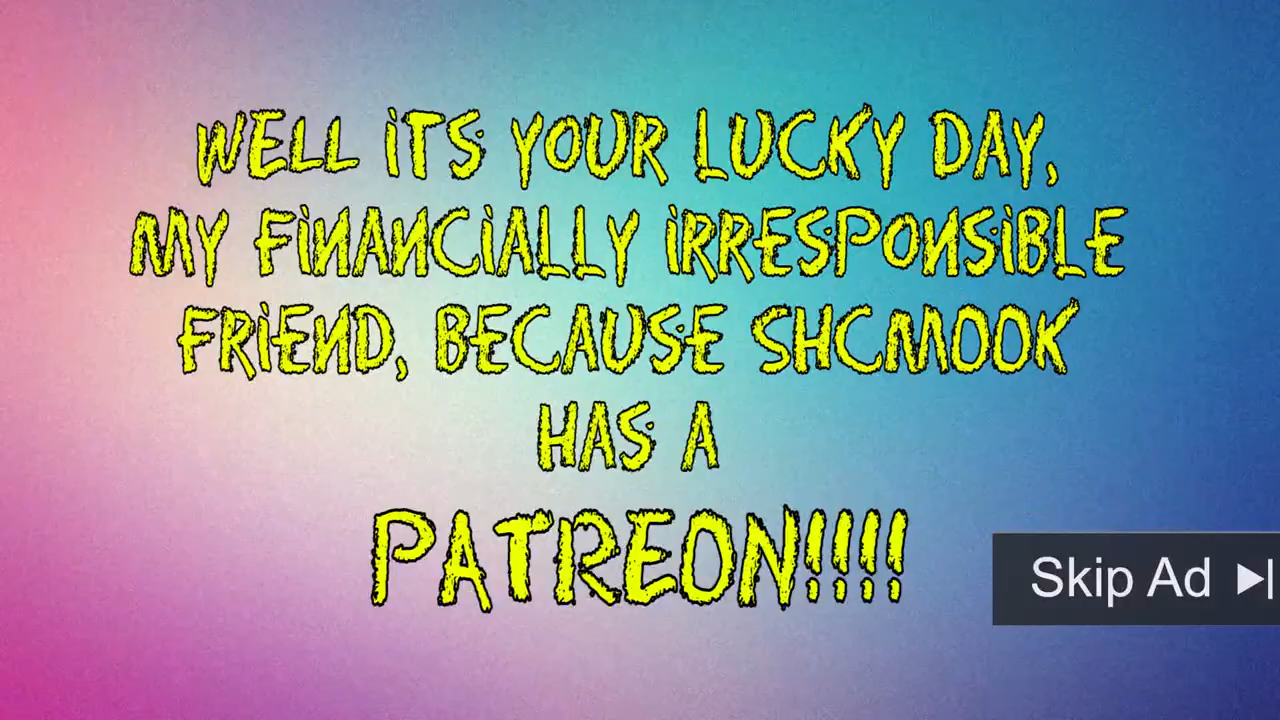 WELL iTS YOUR LUCKY DAY,
MY FiNANCiALLY iRRESPONSiBLE
FRiEND, BECAUSE SHCMOOK
HAS A
PATREON!!!!
Skip Ad